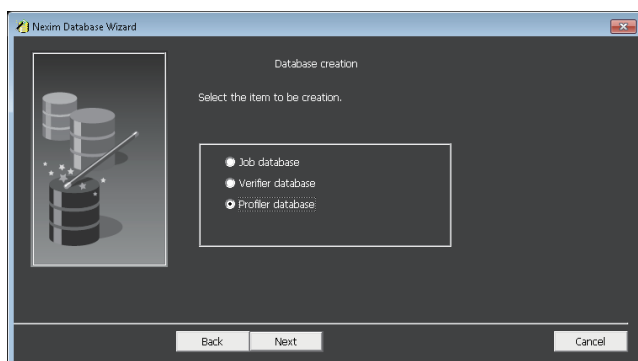 Nexim Database Wizard
Database creation
Select the item to be creation.
Job database
Verifier database
Profiler database
Back Next Cancel